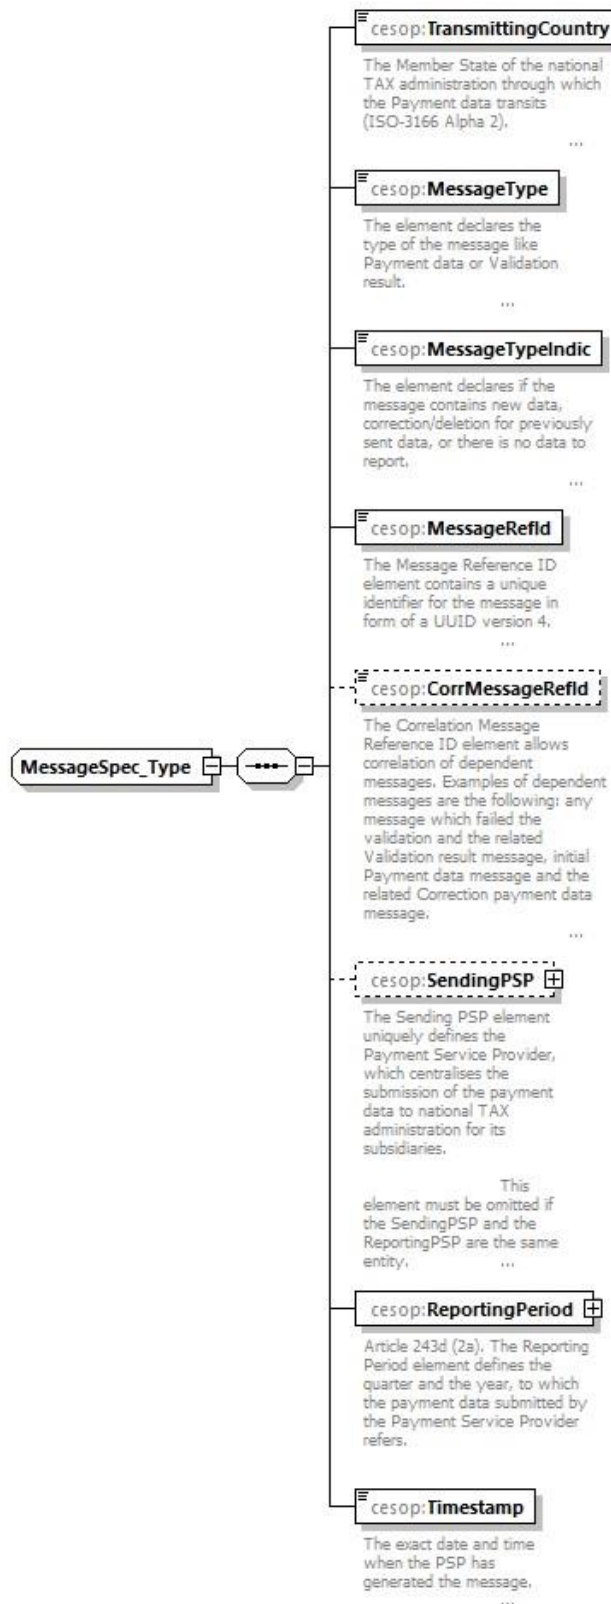 cesop:TransmittingCountry
The Member State of the national
TAX administration through which
the Payment data transits
(ISO-3166 Alpha 2).
...
cesop:MessageType
The element declares the
type of the message like
Payment data or Validation
result.
...
cesop:MessageTypeIndic
The element declares if the
message contains new data,
correction/deletion for previously
sent data, or there is no data to
report.
...
cesop:MessageRefId
The Message Reference ID
element contains a unique
identifier for the message in
form of a UUID version 4.
...
cesop:CorrMessageRefId
The Correlation Message
Reference ID element allows
correlation of dependent
messages. Examples of dependent
messages are the following: any
message which failed the
validation and the related
Validation result message, initial
Payment data message and the
related Correction payment data
message.
...
MessageSpec_Type
cesop:SendingPSP
The Sending PSP element
uniquely defines the
Payment Service Provider,
which centralises the
submission of the payment
data to national TAX
administration for its
subsidiaries.
This
element must be omitted if
the SendingPSP and the
ReportingPSP are the same
entity. ...
cesop:ReportingPeriod
Article 243d (2a). The Reporting
Period element defines the
quarter and the year, to which
the payment data submitted by
the Payment Service Provider
refers.
cesop:Timestamp
The exact date and time
when the PSP has
generated the message.
...